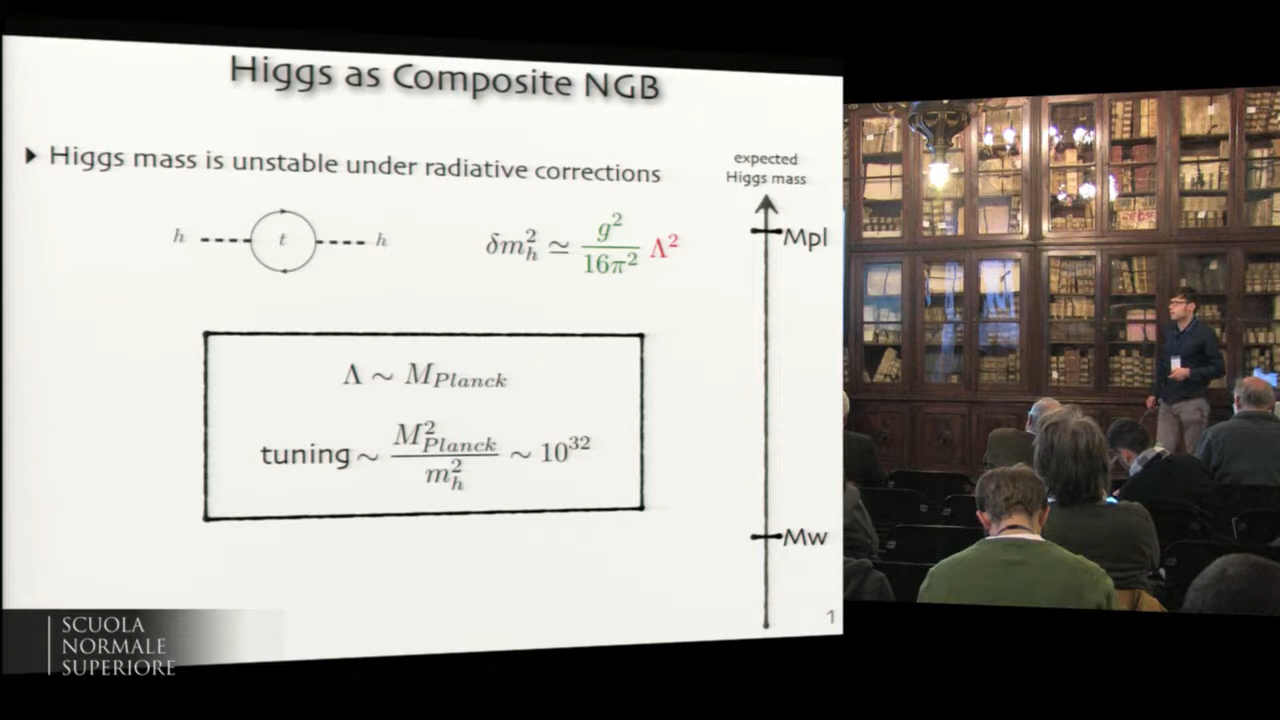 Higgs as Composite NGB
Higgs mass is unstable under radiative corrections
h t h
δm_h^2 ≃ g^2/16π^2 Λ^2
Λ ∼ M_Planck
tuning ∼ M_Planck^2/m_h^2 ∼ 10^32
expected
Higgs mass
Mpl
Mw
1
SCUOLA
NORMALE
SUPERIORE